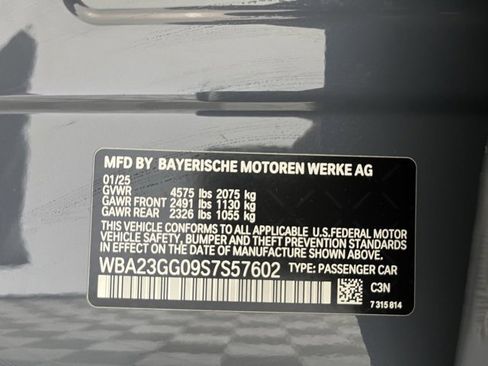 MFD BY BAYERISCHE MOTOREN WERKE AG
01/25
GVWR 4575 lbs 2075 kg
GAWR FRONT 2491 lbs 1130 kg
GAWR REAR 2326 lbs 1055 kg
THIS VEHICLE CONFORMS TO ALL APPLICABLE U.S.FEDERAL MOTOR
VEHICLE SAFETY, BUMPER, AND THEFT PREVENTION
STANDARDS IN EFFECT ON THE DATE OF MANUFACTURE SHOWN ABOVE.
WBA23GG09S7S57602 TYPE: PASSENGER CAR
C3N
7 315 814